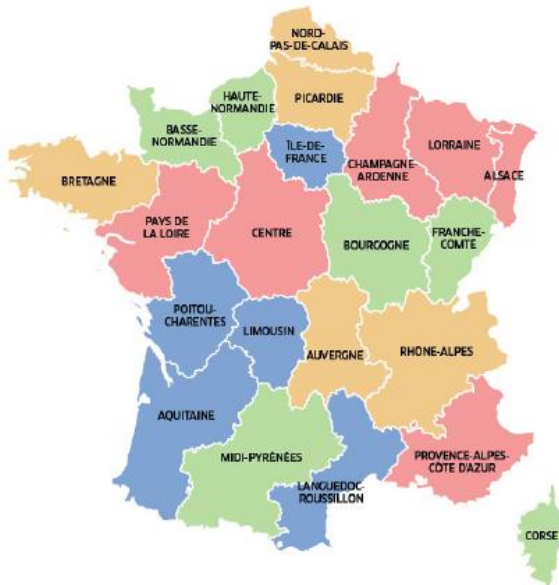 NORD-
PAS-DE-CALAIS
HAUTE-
NORMANDIE
PICARDIE
BASSE-
NORMANDIE
ÎLE-DE-
FRANCE
CHAMPAGNE-
ARDENNE
LORRAINE
ALSACE
BRETAGNE
PAYS DE
LA LOIRE
CENTRE
BOURGOGNE
FRANCHE-
COMTÉ
POITOU-
CHARENTES
LIMOUSIN
AUVERGNE
RHÔNE-ALPES
AQUITAINE
MIDI-PYRÉNÉES
LANGUEDOC-
ROUSSILLON
PROVENCE-ALPES-
CÔTE D'AZUR
CORSE